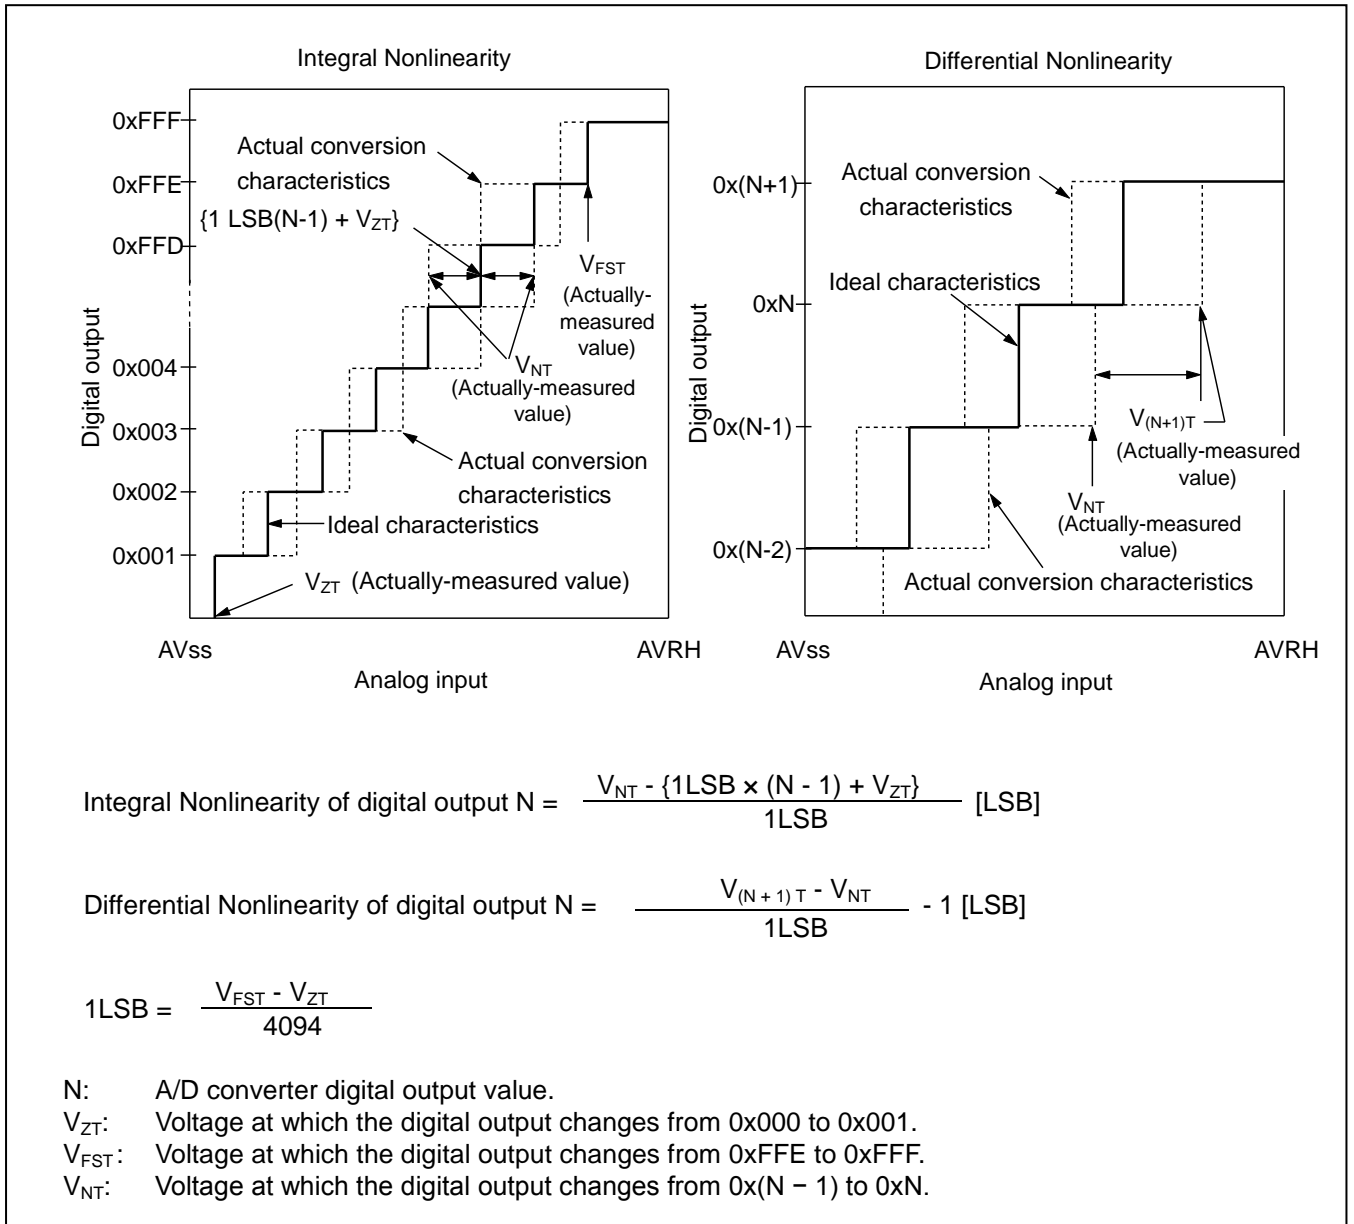 Integral Nonlinearity
0xFFF
0xFFE
0xFFD
0x004
0x003
0x002
0x001
Digital output
Actual conversion
characteristics
{1 LSB(N-1) + VZT}
VFST
(Actually-
measured
value)
VNT
(Actually-measured
value)
Actual conversion
characteristics
Ideal characteristics
VZT (Actually-measured value)
AVss
AVRH
Analog input
Differential Nonlinearity
0x(N+1)
0xN
0x(N-1)
0x(N-2)
Digital output
Actual conversion
characteristics
Ideal characteristics
V(N+1)T
(Actually-measured
value)
VNT
(Actually-measured
value)
Actual conversion characteristics
AVss
AVRH
Analog input
Integral Nonlinearity of digital output N = VNT - {1LSB × (N - 1) + VZT} [LSB]
1LSB
Differential Nonlinearity of digital output N = V(N + 1) T - VNT - 1 [LSB]
1LSB
1LSB = VFST - VZT
4094
N: A/D converter digital output value.
VZT: Voltage at which the digital output changes from 0x000 to 0x001.
VFST: Voltage at which the digital output changes from 0xFFE to 0xFFF.
VNT: Voltage at which the digital output changes from 0x(N − 1) to 0xN.